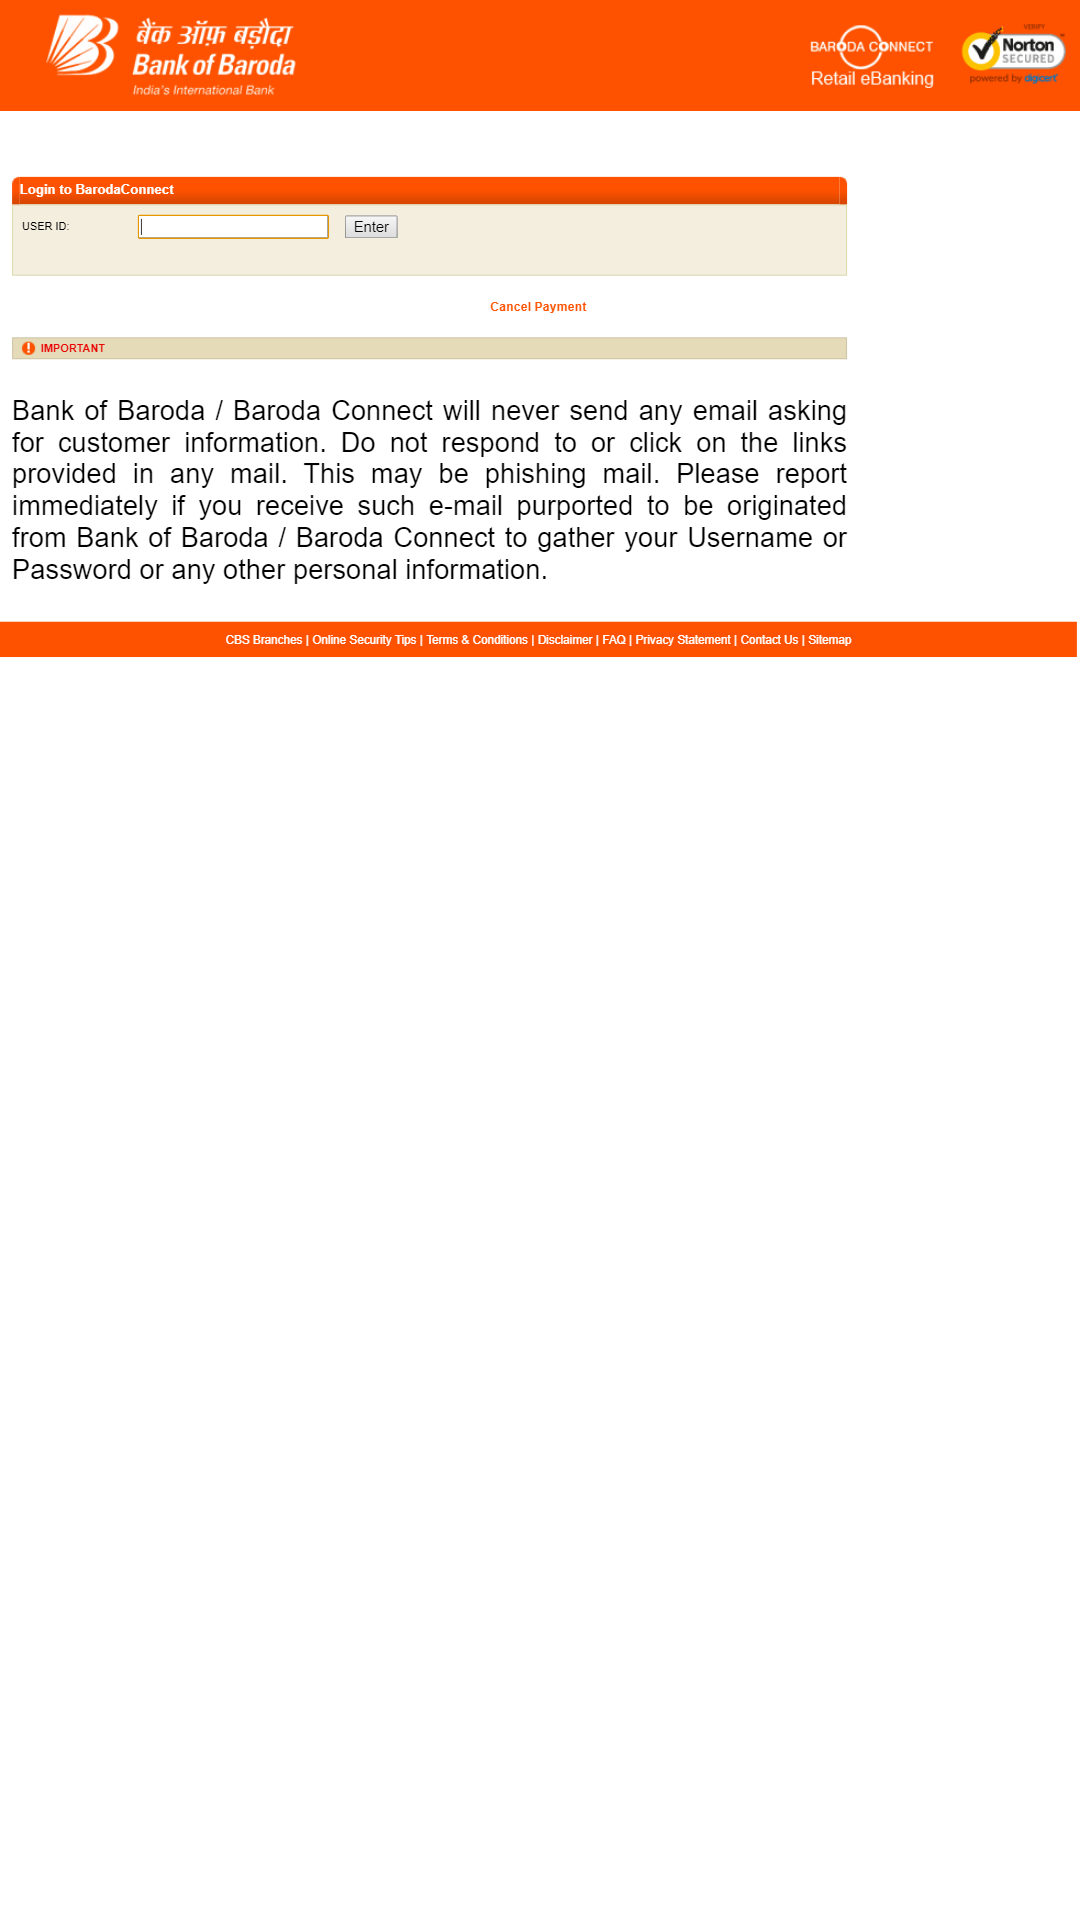 बैंक ऑफ़ बड़ौदा
Bank of Baroda
India's International Bank
BARODA CONNECT
Retail eBanking
VERIFY
Norton
SECURED
powered by digicert
Login to BarodaConnect
USER ID:
Enter
Cancel Payment
IMPORTANT
Bank of Baroda / Baroda Connect will never send any email asking
for customer information. Do not respond to or click on the links
provided in any mail. This may be phishing mail. Please report
immediately if you receive such e-mail purported to be originated
from Bank of Baroda / Baroda Connect to gather your Username or
Password or any other personal information.
CBS Branches | Online Security Tips | Terms & Conditions | Disclaimer | FAQ | Privacy Statement | Contact Us | Sitemap